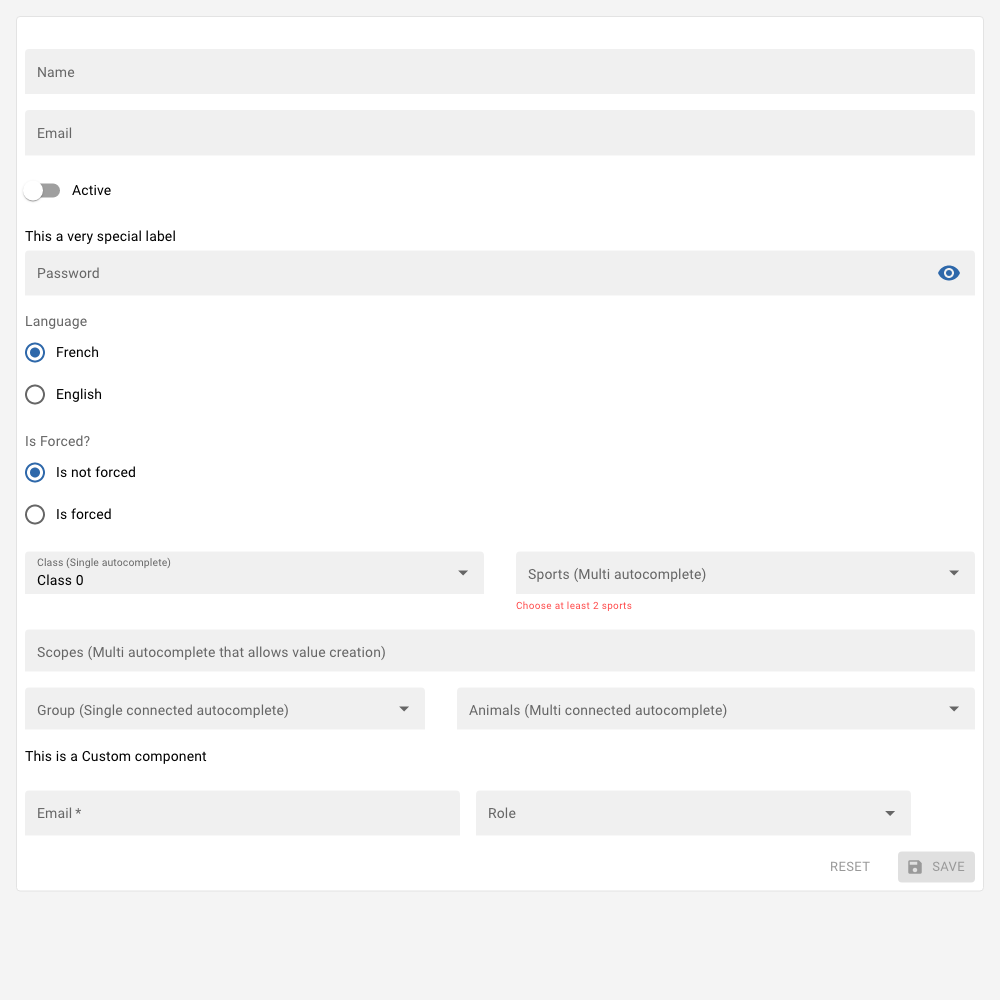 Name
Email
Active
This a very special label
Password
Language
French
English
Is Forced?
Is not forced
Is forced
Class (Single autocomplete)
Class 0
Sports (Multi autocomplete)
Choose at least 2 sports
Scopes (Multi autocomplete that allows value creation)
Group (Single connected autocomplete)
Animals (Multi connected autocomplete)
This is a Custom component
Email *
Role
RESET
SAVE